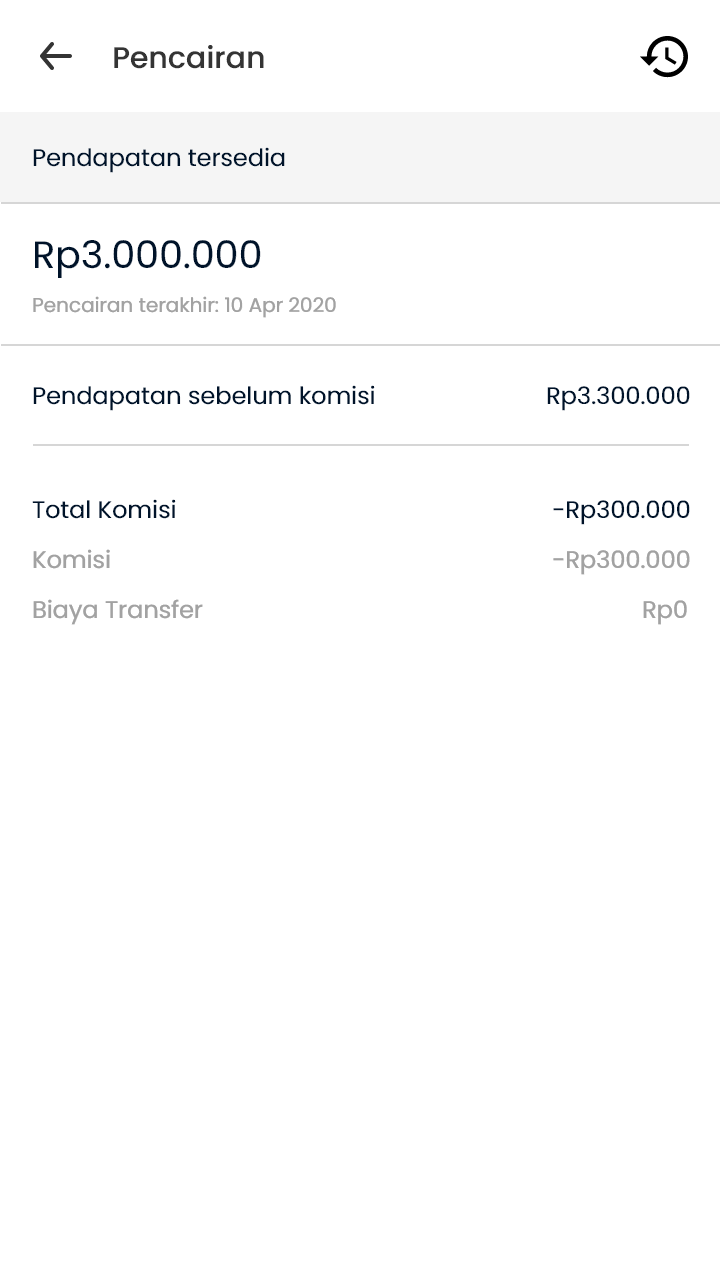 Pencairan
Pendapatan tersedia
Rp3.000.000
Pencairan terakhir: 10 Apr 2020
Pendapatan sebelum komisi Rp3.300.000
Total Komisi -Rp300.000
Komisi -Rp300.000
Biaya Transfer Rp0